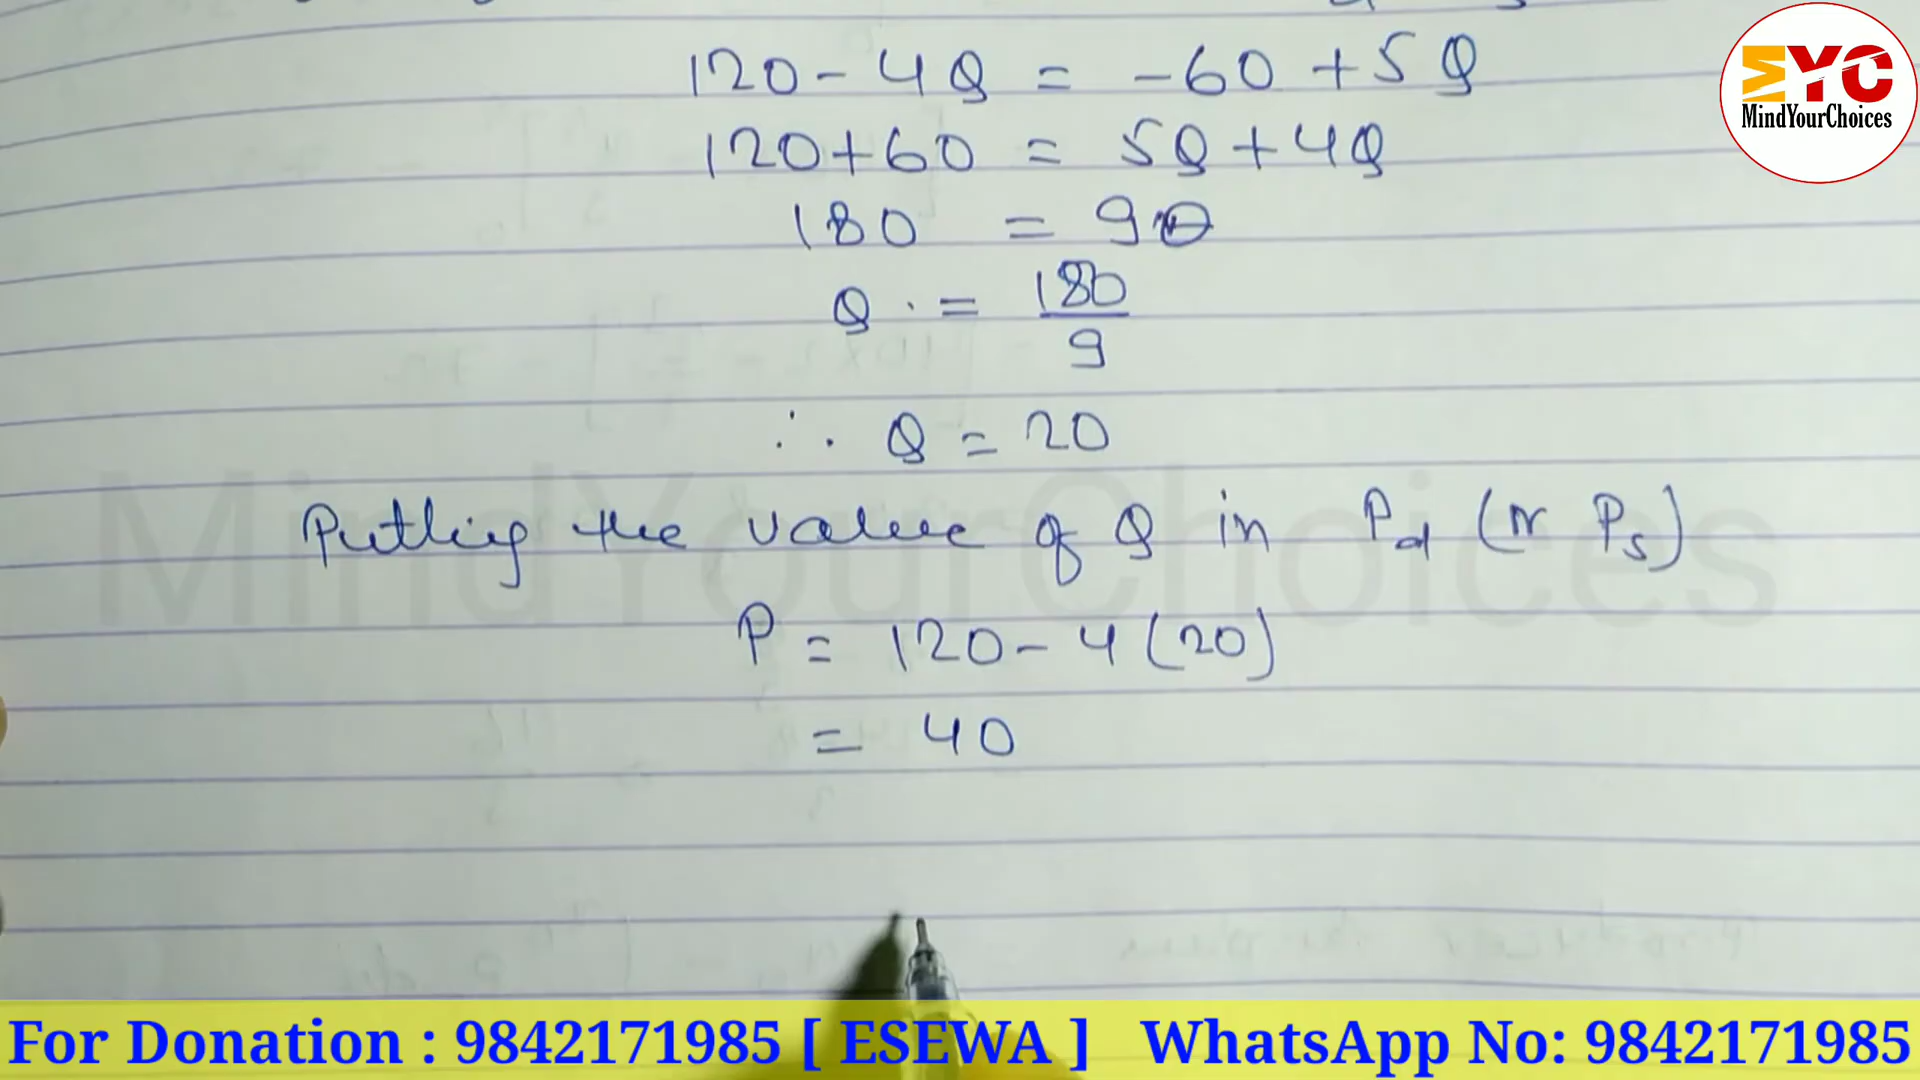 120 - 4Q = -60 + 5Q
MYC
MindYourChoices
120 + 60 = 5Q + 4Q
180 = 9Q
Q = 180/9
∴ Q = 20
Putting the value of Q in Pd (or Ps)
MindYourChoices
P = 120 - 4(20)
= 40
For Donation : 9842171985 [ ESEWA ] WhatsApp No: 9842171985